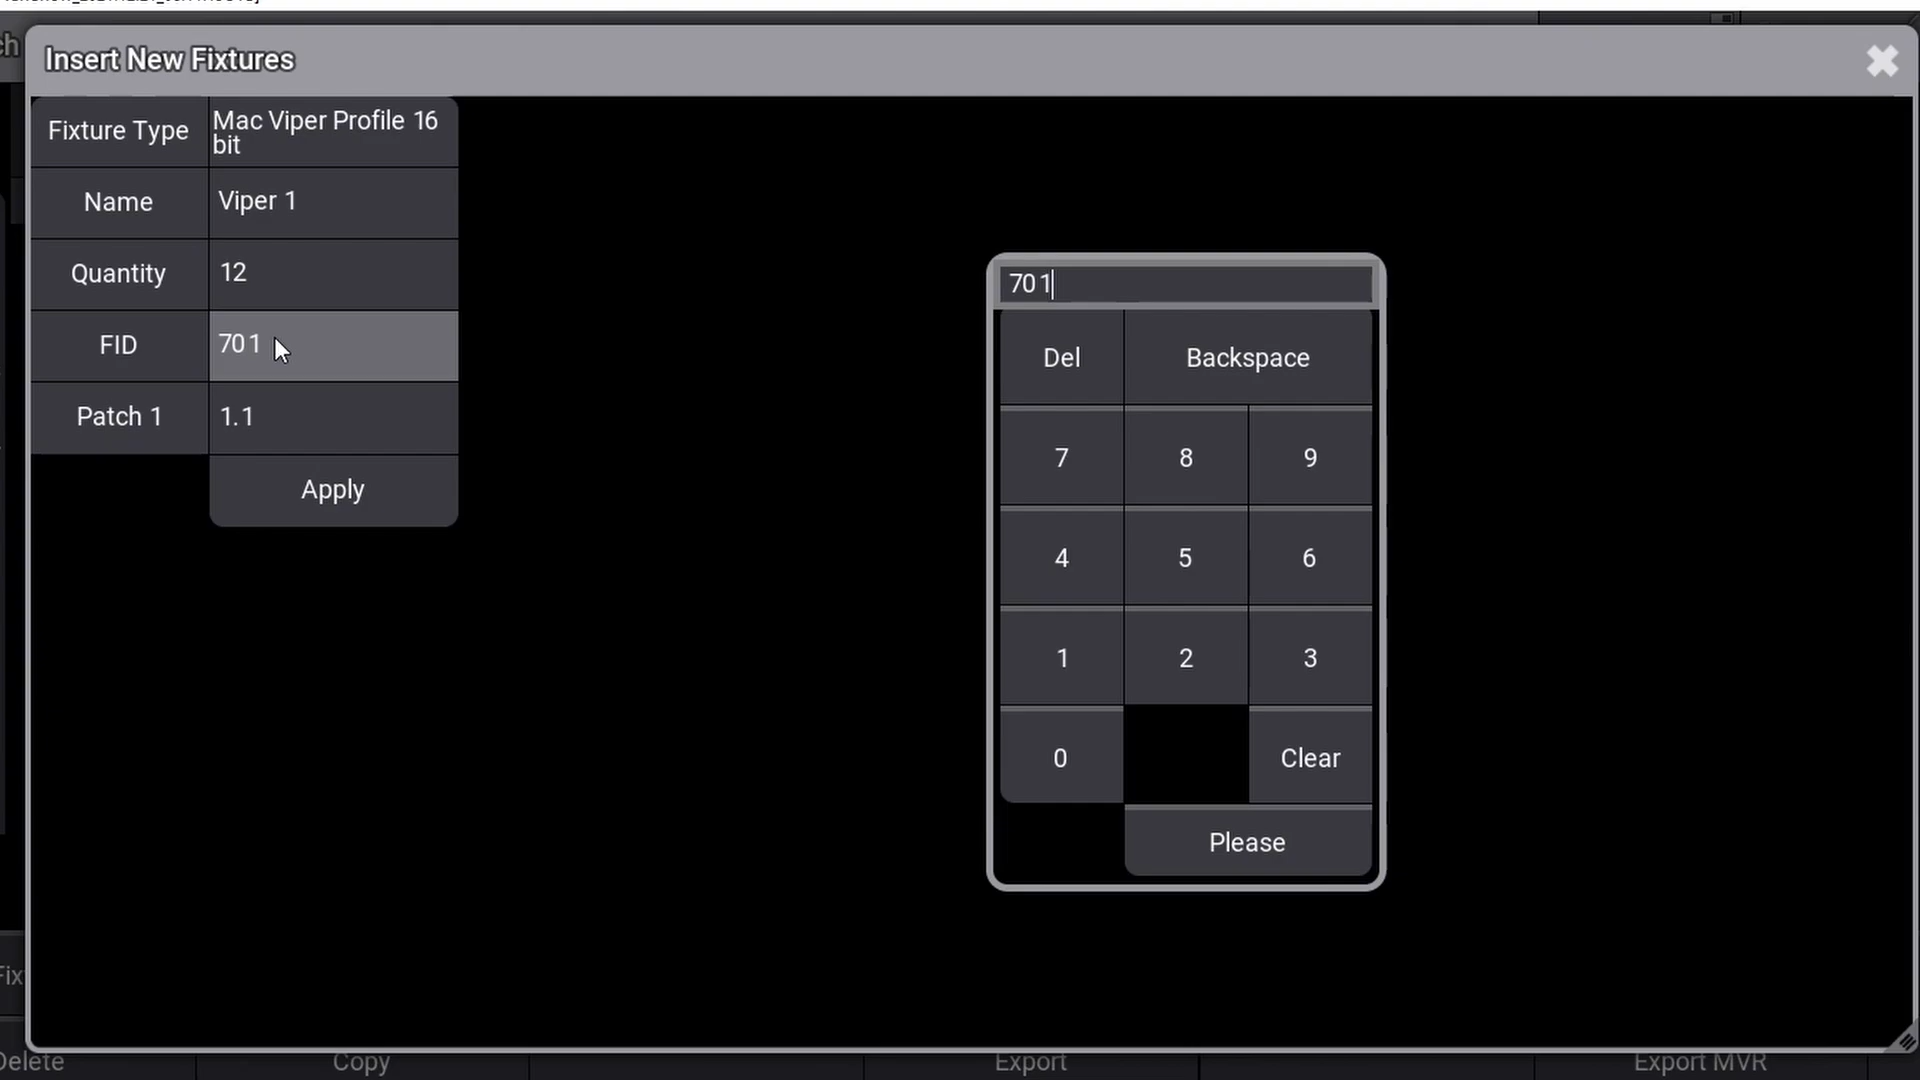 Insert New Fixtures
Fixture Type
Mac Viper Profile 16
bit
Name
Viper 1
Quantity
12
FID
701
Patch 1
1.1
Apply
701
Del
Backspace
7
8
9
4
5
6
1
2
3
0
Clear
Please
Delete
Copy
Export
Export MVR